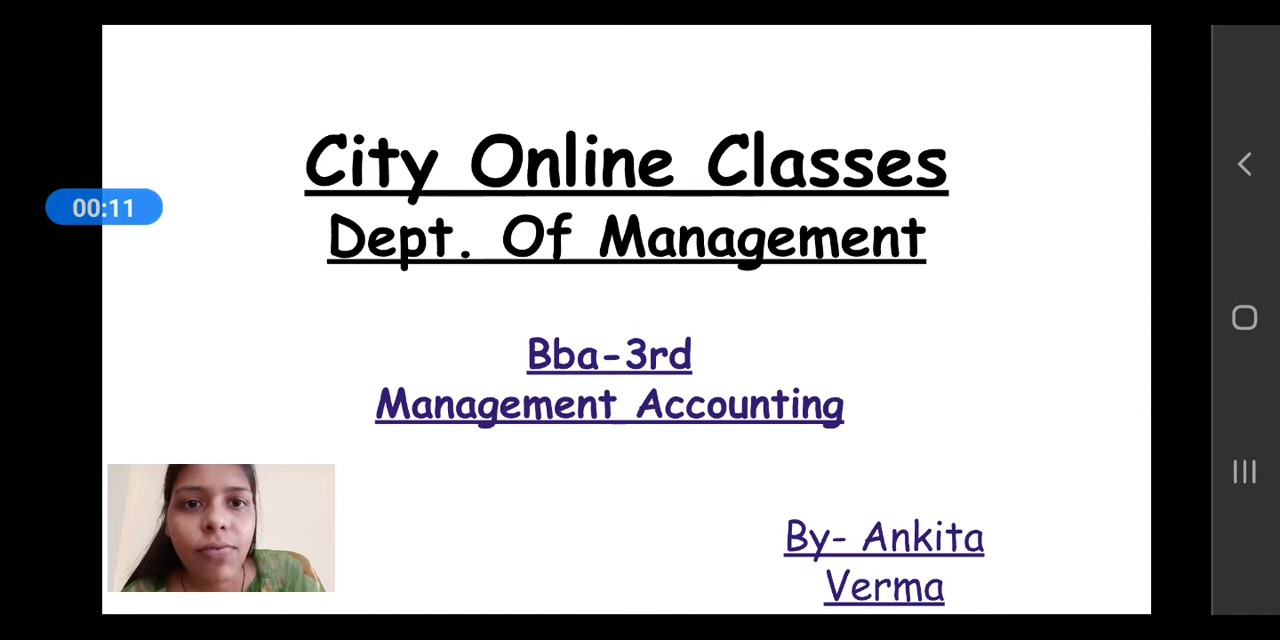 City Online Classes
Dept. Of Management
00:11
Bba-3rd
Management Accounting
By- Ankita
Verma